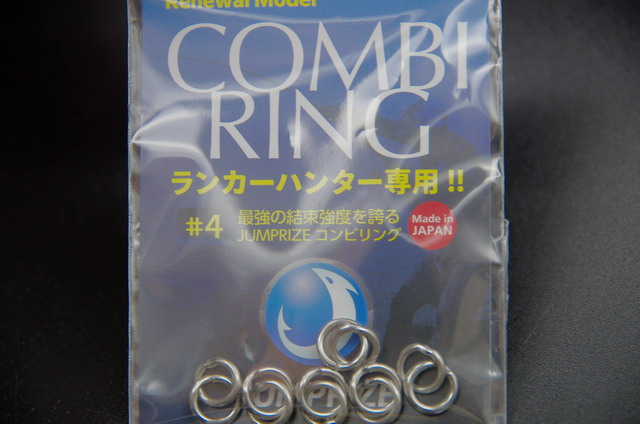 Renewal Model
COMBI
RING
ランカーハンター専用!!
#4
最強の結束強度を誇る
JUMPRIZE コンビリング
Made in
JAPAN
JUMPRIZE